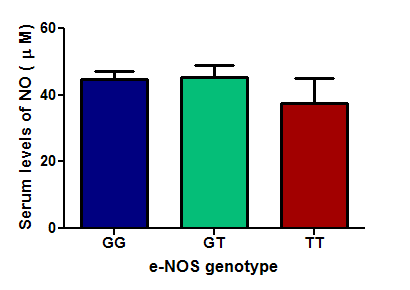 Serum levels of NO ( μ M)
60
40
20
0
GG GT TT
e-NOS genotype